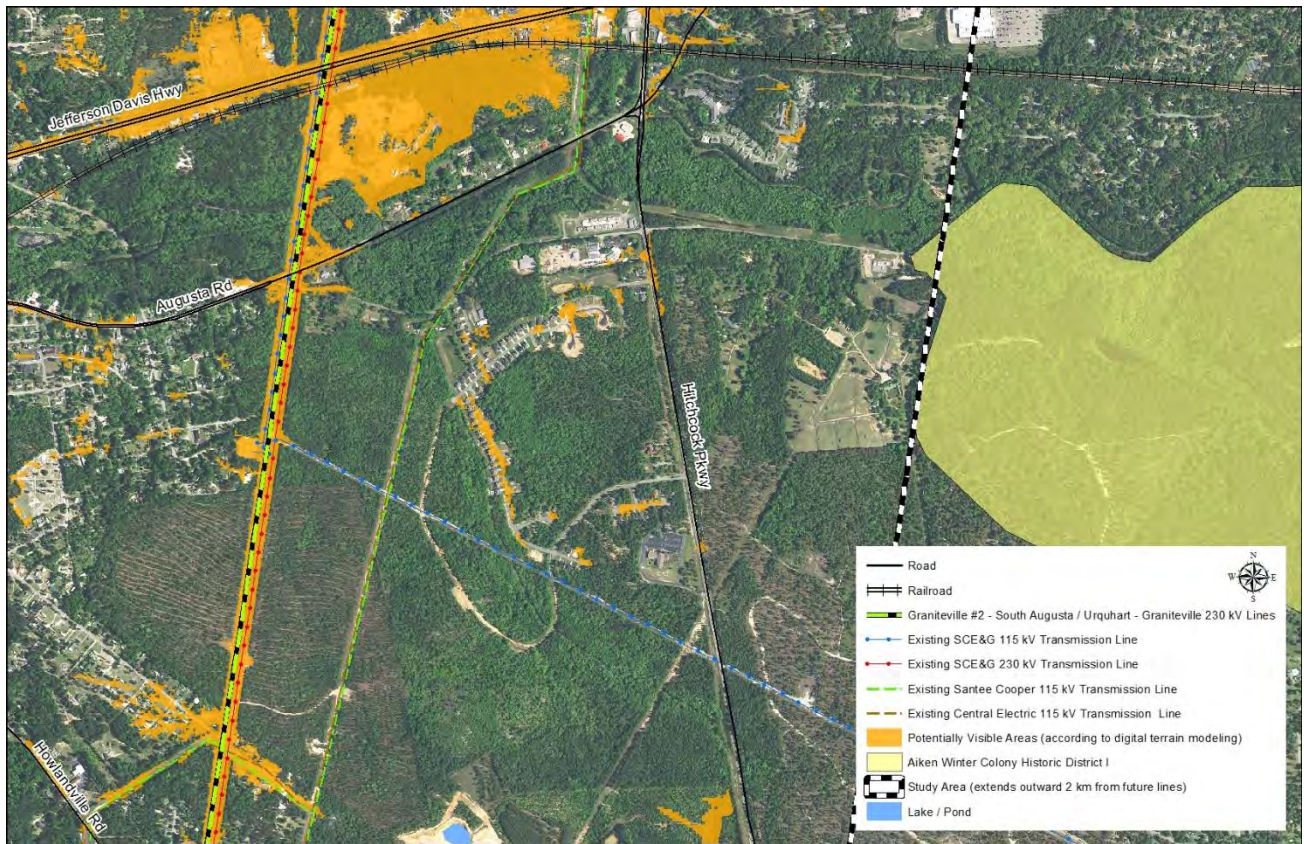 Jefferson Davis Hwy
Augusta Rd
Hitchcock Pkwy
Howlandville Rd
N
W E
S
Road
Railroad
Graniteville #2 - South Augusta / Urquhart - Graniteville 230 kV Lines
Existing SCE&G 115 kV Transmission Line
Existing SCE&G 230 kV Transmission Line
Existing Santee Cooper 115 kV Transmission Line
Existing Central Electric 115 kV Transmission Line
Potentially Visible Areas (according to digital terrain modeling)
Aiken Winter Colony Historic District I
Study Area (extends outward 2 km from future lines)
Lake / Pond